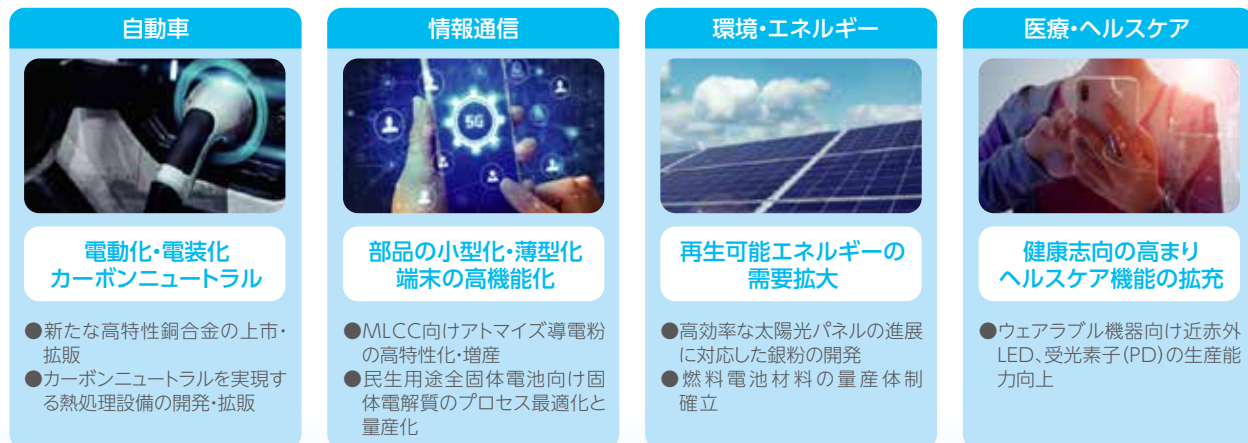 自動車
電動化・電装化
カーボンニュートラル
●新たな高特性銅合金の上市・
拡販
●カーボンニュートラルを実現す
る熱処理設備の開発・拡販
情報通信
5G
部品の小型化・薄型化
端末の高機能化
●MLCC向けアトマイズ導電粉
の高特性化・増産
●民生用途全固体電池向け固
体電解質のプロセス最適化と
量産化
環境・エネルギー
再生可能エネルギーの
需要拡大
●高効率な太陽光パネルの進展
に対応した銀粉の開発
●燃料電池材料の量産体制
確立
医療・ヘルスケア
健康志向の高まり
ヘルスケア機能の拡充
●ウェアラブル機器向け近赤外
LED、受光素子(PD)の生産能
力向上